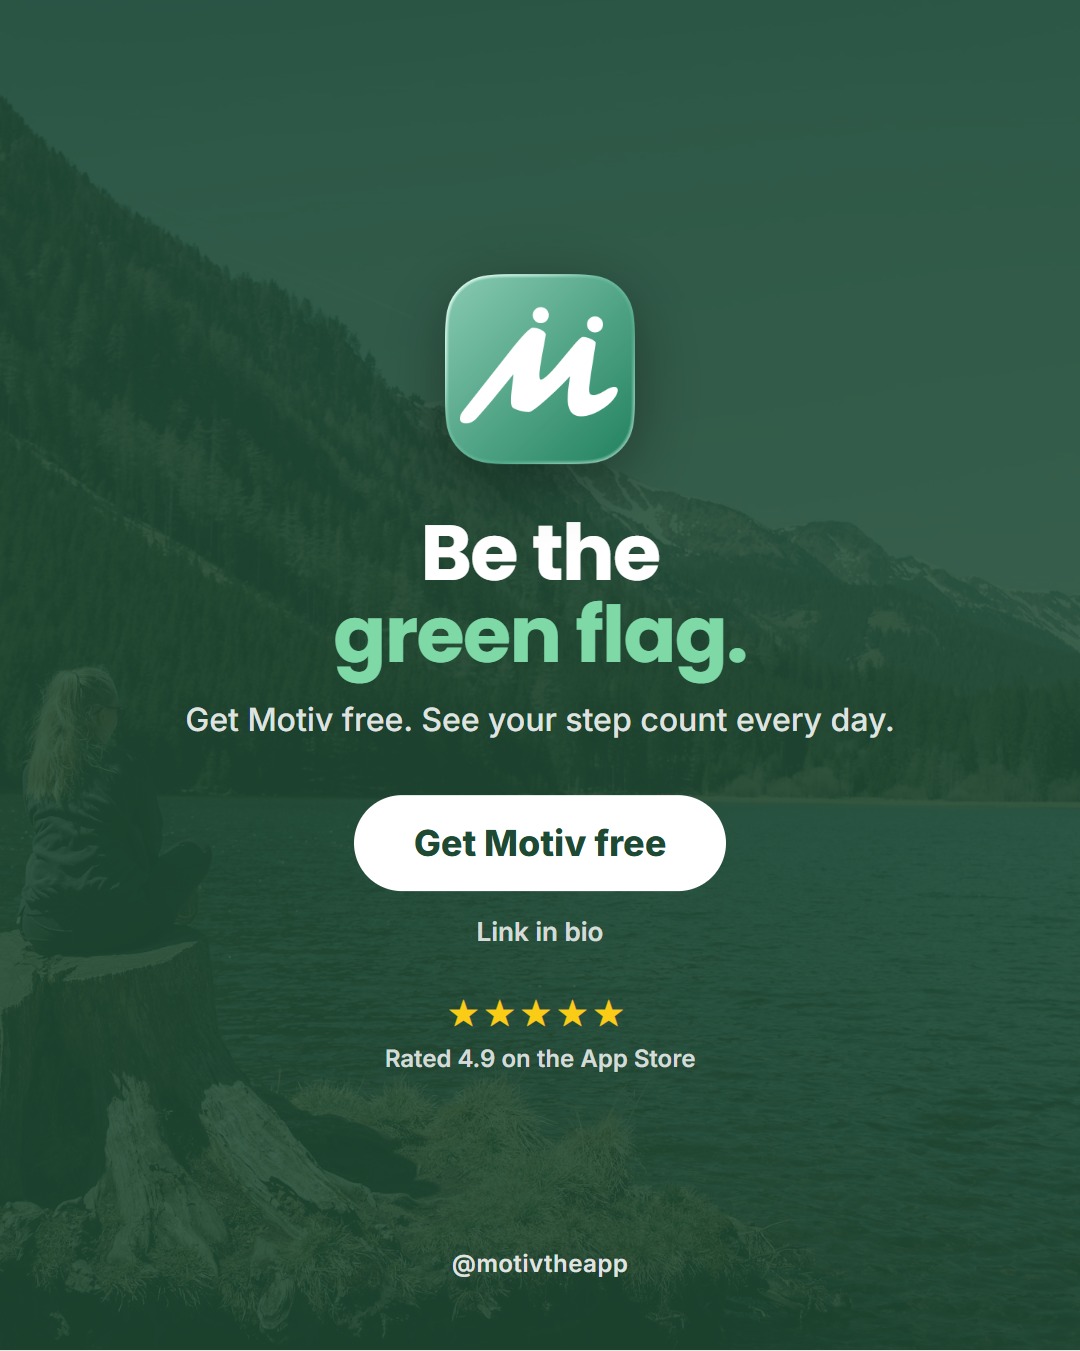 Be the
green flag.
Get Motiv free. See your step count every day.
Get Motiv free
Link in bio
Rated 4.9 on the App Store
@motivtheapp